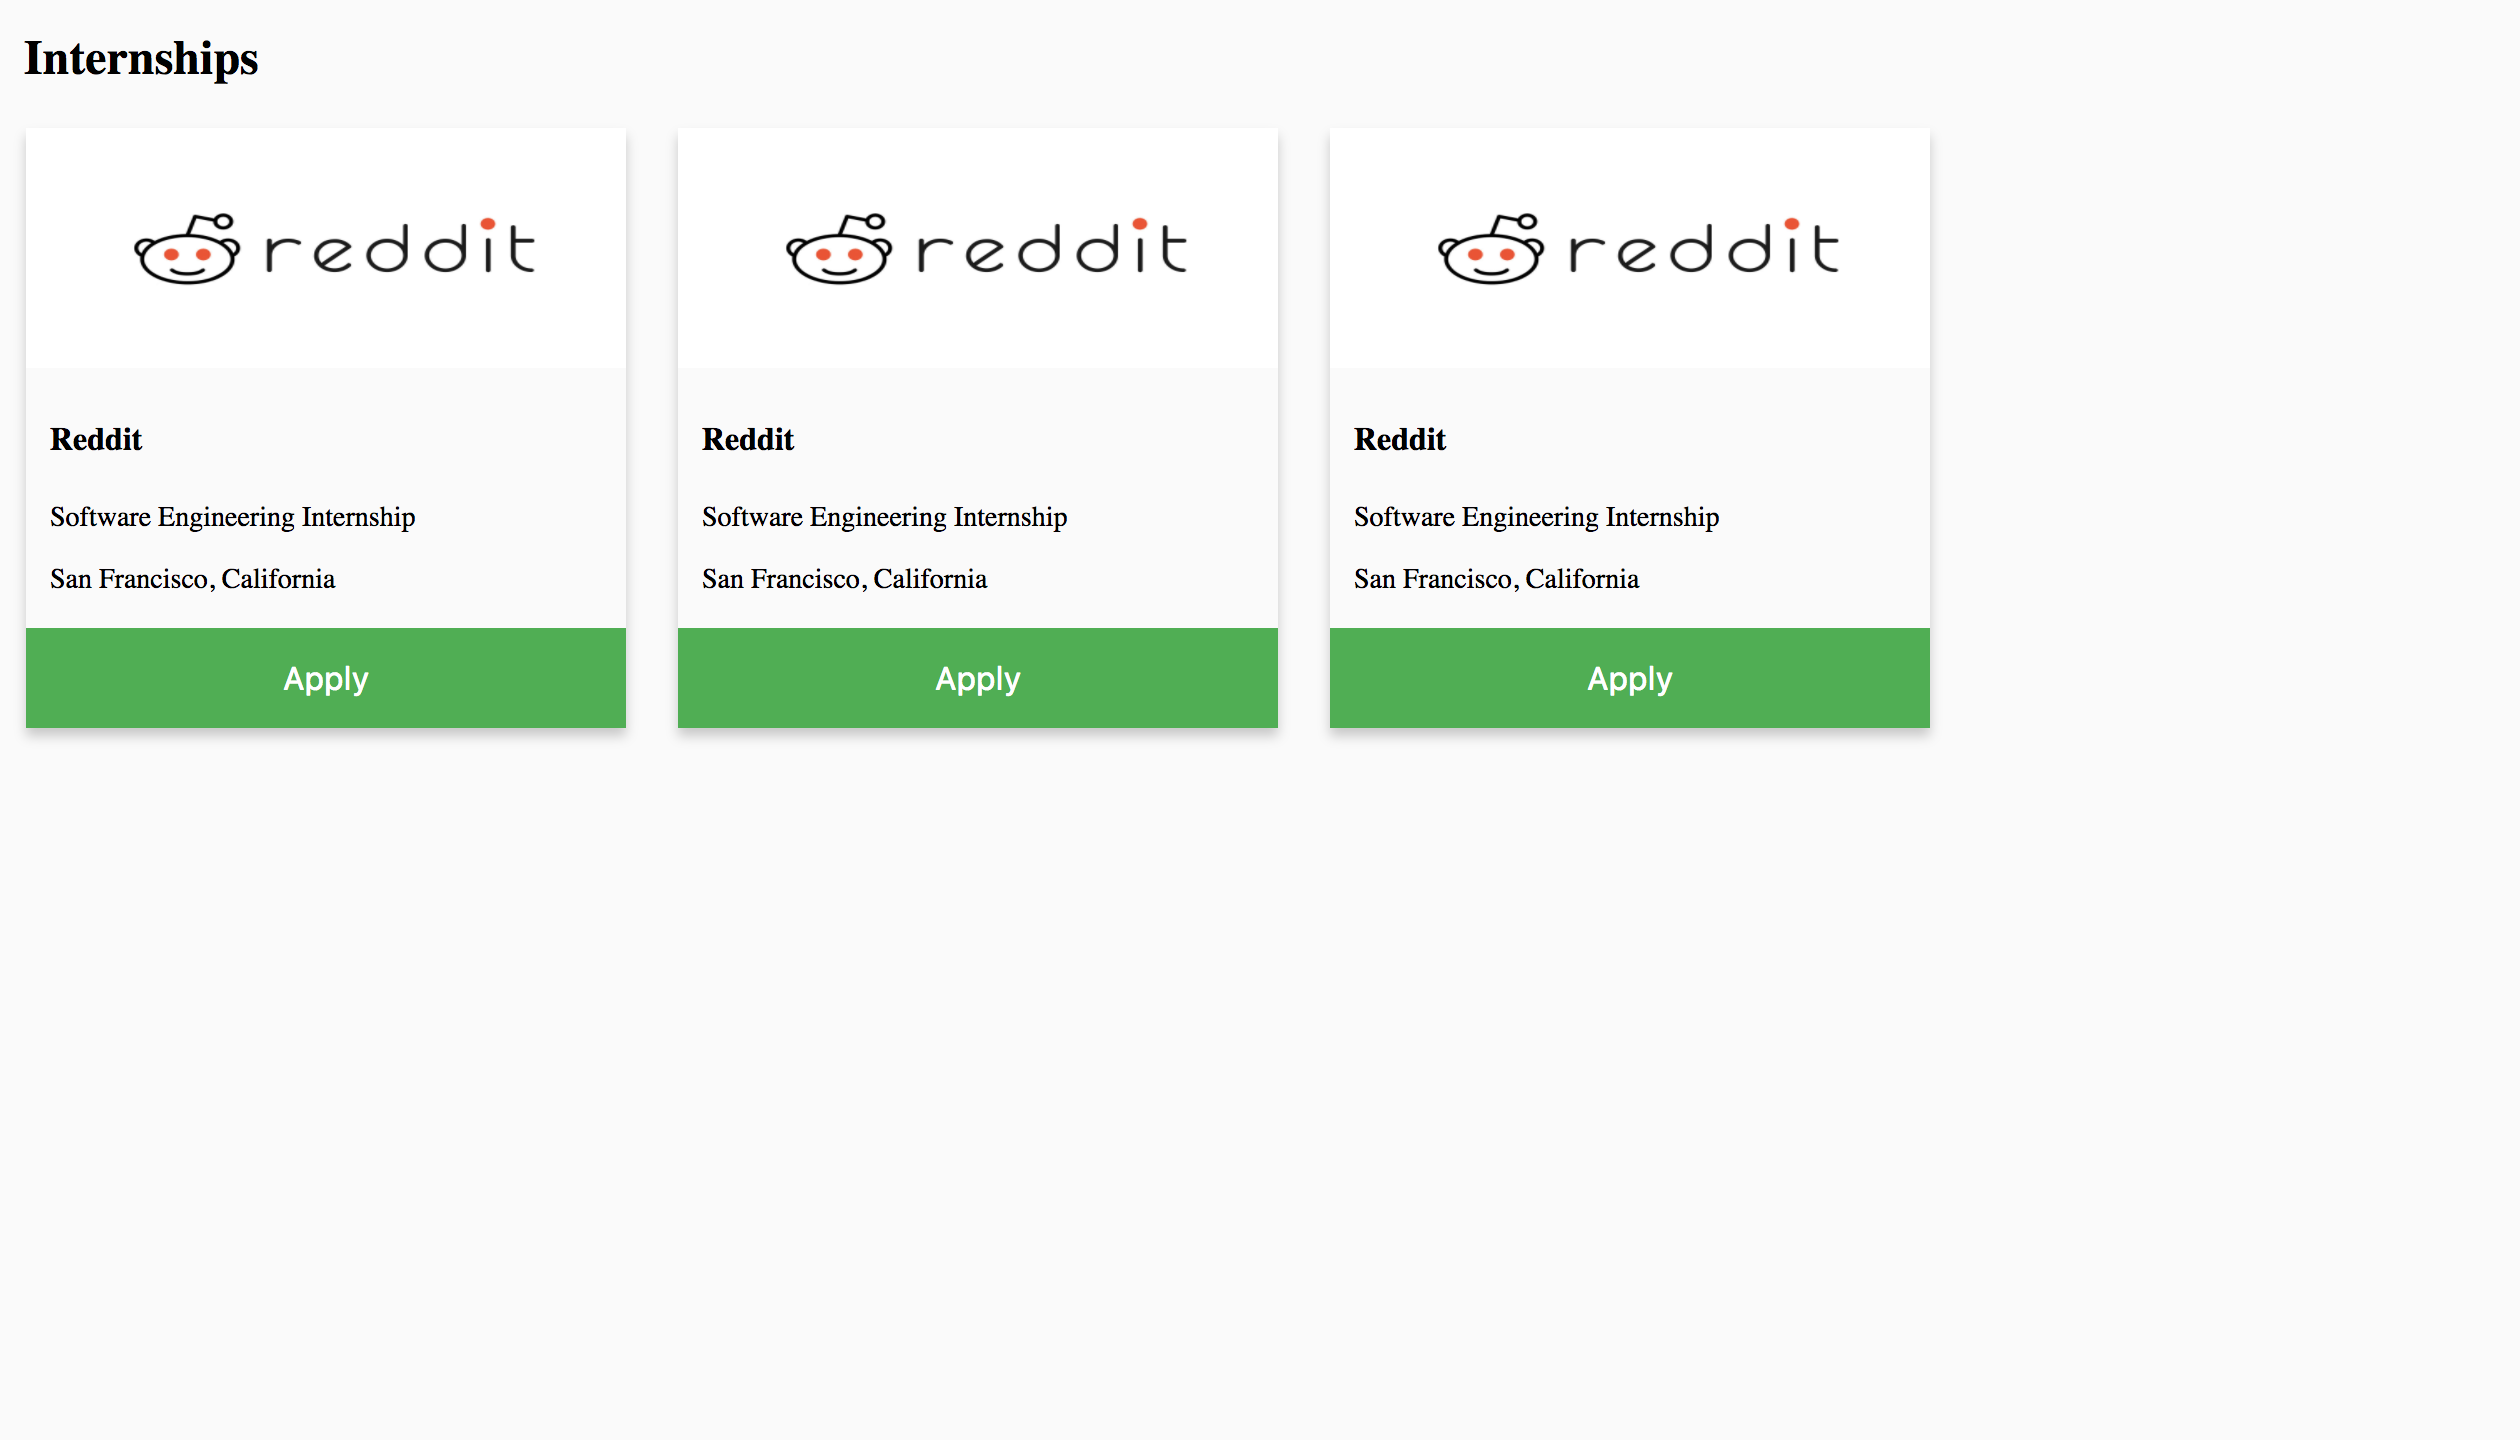 Internships
reddit
Reddit
Software Engineering Internship
San Francisco, California
Apply
reddit
Reddit
Software Engineering Internship
San Francisco, California
Apply
reddit
Reddit
Software Engineering Internship
San Francisco, California
Apply